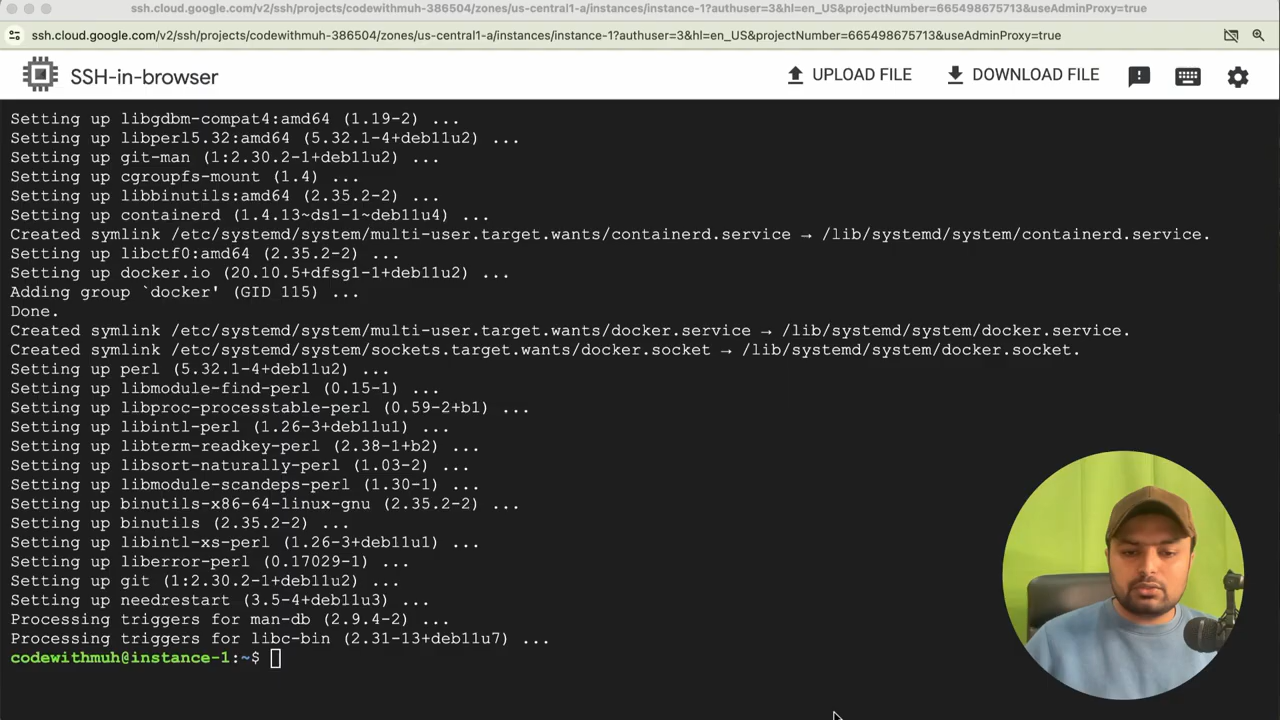 ssh.cloud.google.com/v2/ssh/projects/codewithmuh-386504/zones/us-central1-a/instances/instance-1?authuser=3&hl=en_US&projectNumber=665498675713&useAdminProxy=true
ssh.cloud.google.com/v2/ssh/projects/codewithmuh-386504/zones/us-central1-a/instances/instance-1?authuser=3&hl=en_US&projectNumber=665498675713&useAdminProxy=true
SSH-in-browser UPLOAD FILE DOWNLOAD FILE
Setting up libgdbm-compat4:amd64 (1.19-2) ...
Setting up libperl5.32:amd64 (5.32.1-4+deb11u2) ...
Setting up git-man (1:2.30.2-1+deb11u2) ...
Setting up cgroupfs-mount (1.4) ...
Setting up libbinutils:amd64 (2.35.2-2) ...
Setting up containerd (1.4.13~ds1-1~deb11u4) ...
Created symlink /etc/systemd/system/multi-user.target.wants/containerd.service → /lib/systemd/system/containerd.service.
Setting up libctf0:amd64 (2.35.2-2) ...
Setting up docker.io (20.10.5+dfsg1-1+deb11u2) ...
Adding group `docker' (GID 115) ...
Done.
Created symlink /etc/systemd/system/multi-user.target.wants/docker.service → /lib/systemd/system/docker.service.
Created symlink /etc/systemd/system/sockets.target.wants/docker.socket → /lib/systemd/system/docker.socket.
Setting up perl (5.32.1-4+deb11u2) ...
Setting up libmodule-find-perl (0.15-1) ...
Setting up libproc-processtable-perl (0.59-2+b1) ...
Setting up libintl-perl (1.26-3+deb11u1) ...
Setting up libterm-readkey-perl (2.38-1+b2) ...
Setting up libsort-naturally-perl (1.03-2) ...
Setting up libmodule-scandeps-perl (1.30-1) ...
Setting up binutils-x86-64-linux-gnu (2.35.2-2) ...
Setting up binutils (2.35.2-2) ...
Setting up libintl-xs-perl (1.26-3+deb11u1) ...
Setting up liberror-perl (0.17029-1) ...
Setting up git (1:2.30.2-1+deb11u2) ...
Setting up needrestart (3.5-4+deb11u3) ...
Processing triggers for man-db (2.9.4-2) ...
Processing triggers for libc-bin (2.31-13+deb11u7) ...
codewithmuh@instance-1:~$